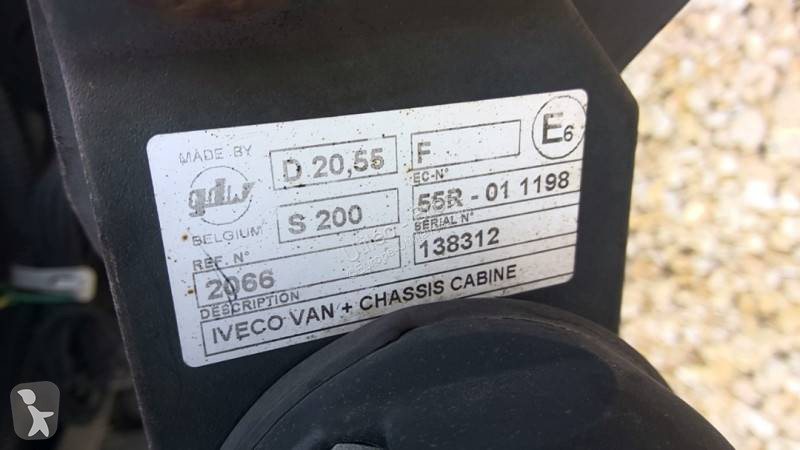 MADE BY
gdw
BELGIUM
D 20,55
F
E6
S 200
EC-N°
55R - 01 1198
REF. N°
2066
SERIAL N°
138312
DESCRIPTION
IVECO VAN + CHASSIS CABINE